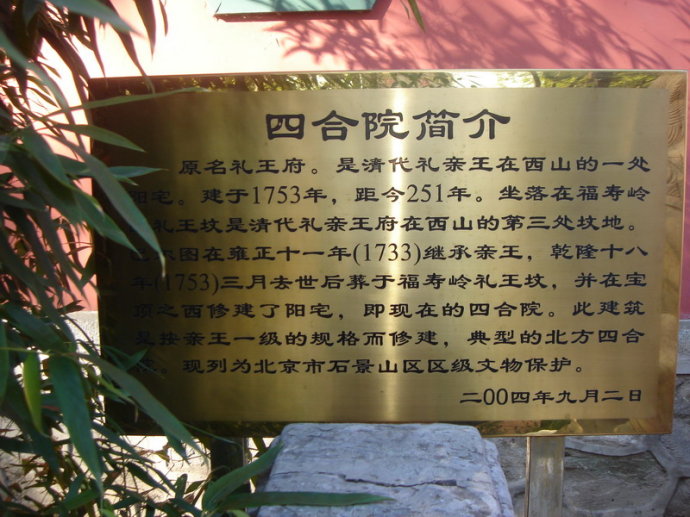 四合院简介
原名礼王府。是清代礼亲王在西山的一处
阳宅。建于1753年，距今251年。坐落在福寿岭
礼王坟是清代礼亲王府在西山的第三处坟地。
图在雍正十一年(1733)继承亲王，乾隆十八
年(1753)三月去世后葬于福寿岭礼王坟，并在宝
顶之西修建了阳宅，即现在的四合院。此建筑
是按亲王一级的规格而修建，典型的北方四合
。现列为北京市石景山区区级文物保护。
二00四年九月二日